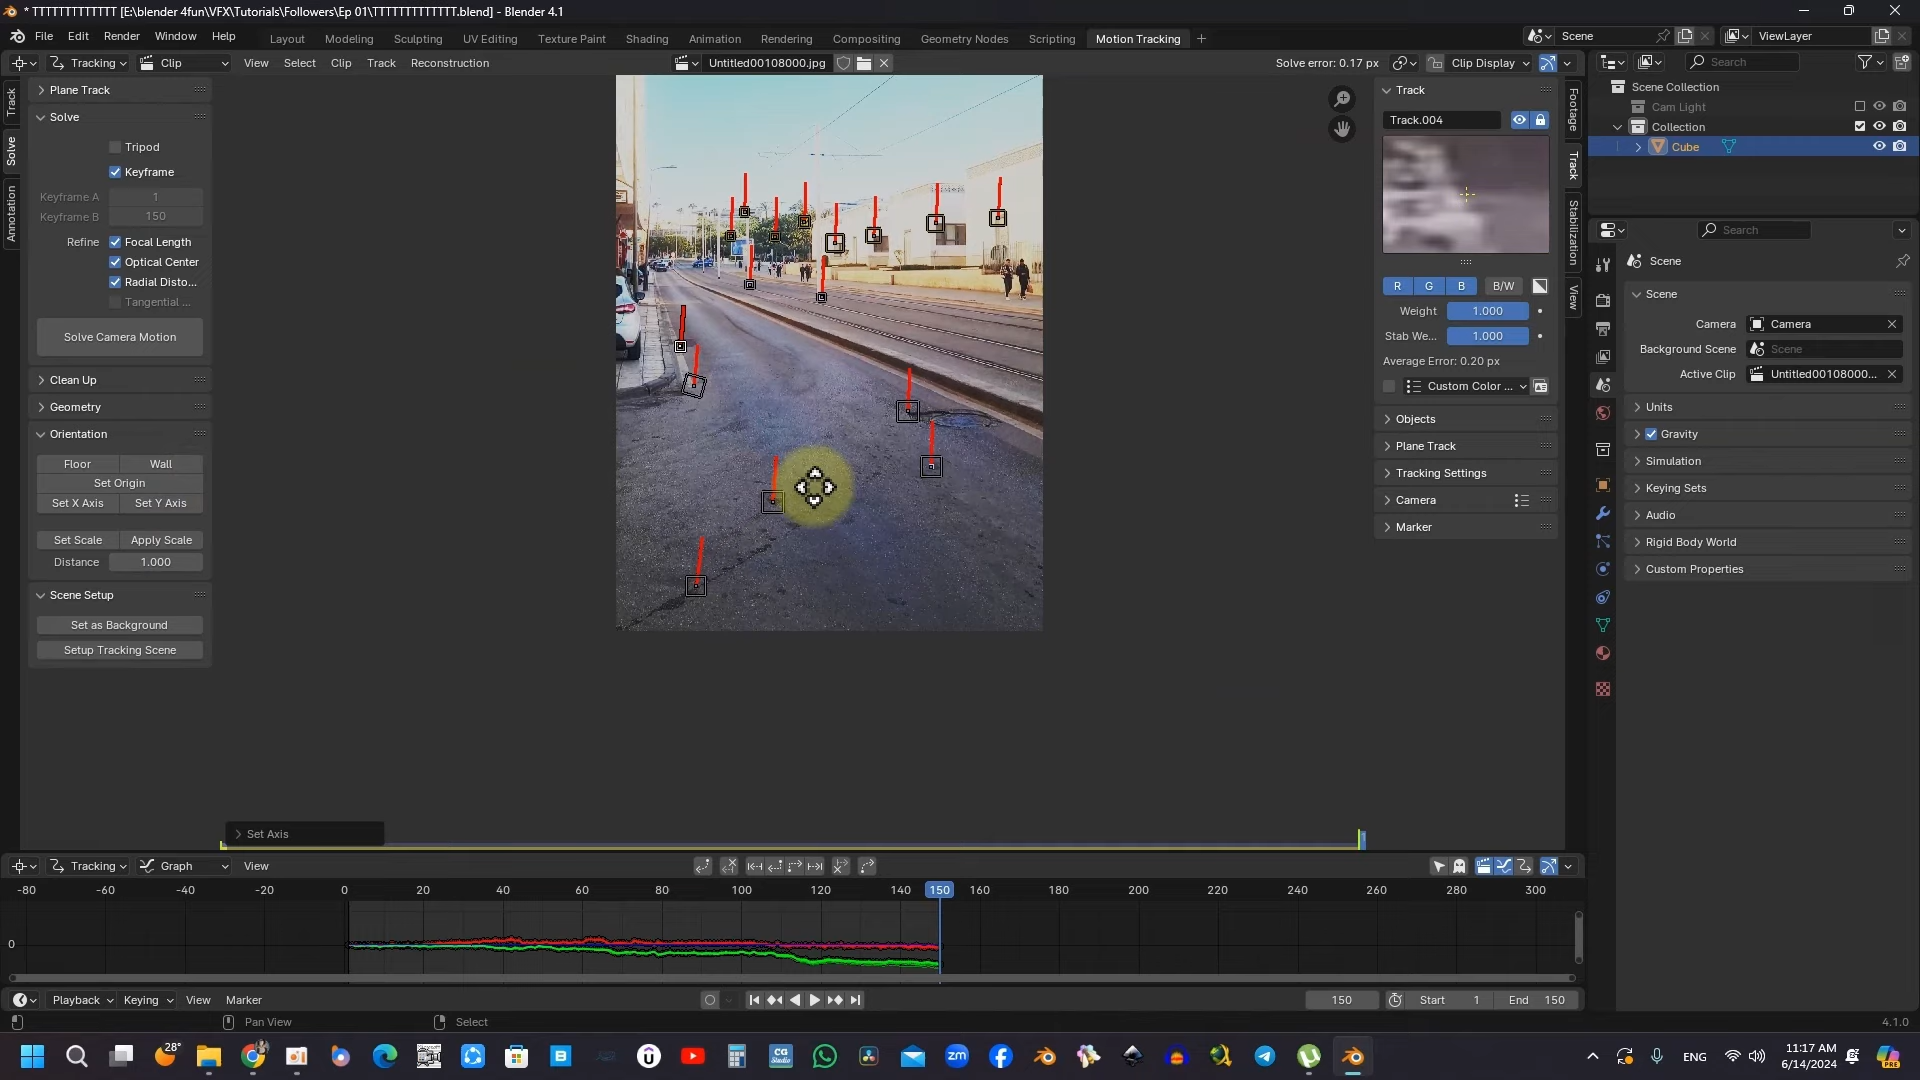 * TTTTTTTTTTTTT [E:\blender 4fun\VFX\Tutorials\Followers\Ep 01\TTTTTTTTTTTTT.blend] - Blender 4.1
File Edit Render Window Help Layout Modeling Sculpting UV Editing Texture Paint Shading Animation Rendering Compositing Geometry Nodes Scripting Motion Tracking + Scene ViewLayer
Tracking Clip View Select Clip Track Reconstruction Untitled00108000.jpg Solve error: 0.17 px Clip Display Search
Plane Track
Solve
Tripod
Keyframe
Keyframe A 1
Keyframe B 150
Refine Focal Length
Optical Center
Radial Disto...
Tangential ...
Solve Camera Motion
Clean Up
Geometry
Orientation
Floor Wall
Set Origin
Set X Axis Set Y Axis
Set Scale Apply Scale
Distance 1.000
Scene Setup
Set as Background
Setup Tracking Scene
Track
Solve
Annotation
Track
Track.004
R G B B/W
Weight 1.000
Stab We... 1.000
Average Error: 0.20 px
Custom Color ...
Objects
Plane Track
Tracking Settings
Camera
Marker
Footage
Track
Stabilization
View
Scene Collection
Cam Light
Collection
Cube
Search
Scene
Scene
Camera Camera
Background Scene Scene
Active Clip Untitled00108000...
Units
Gravity
Simulation
Keying Sets
Audio
Rigid Body World
Custom Properties
Set Axis
Tracking Graph View
-80 -60 -40 -20 0 20 40 60 80 100 120 140 150 160 180 200 220 240 260 280 300
0
Playback Keying View Marker 150 Start 1 End 150
Pan View Select 4.1.0
28° CG Studio zm ENG 11:17 AM
6/14/2024 PRE